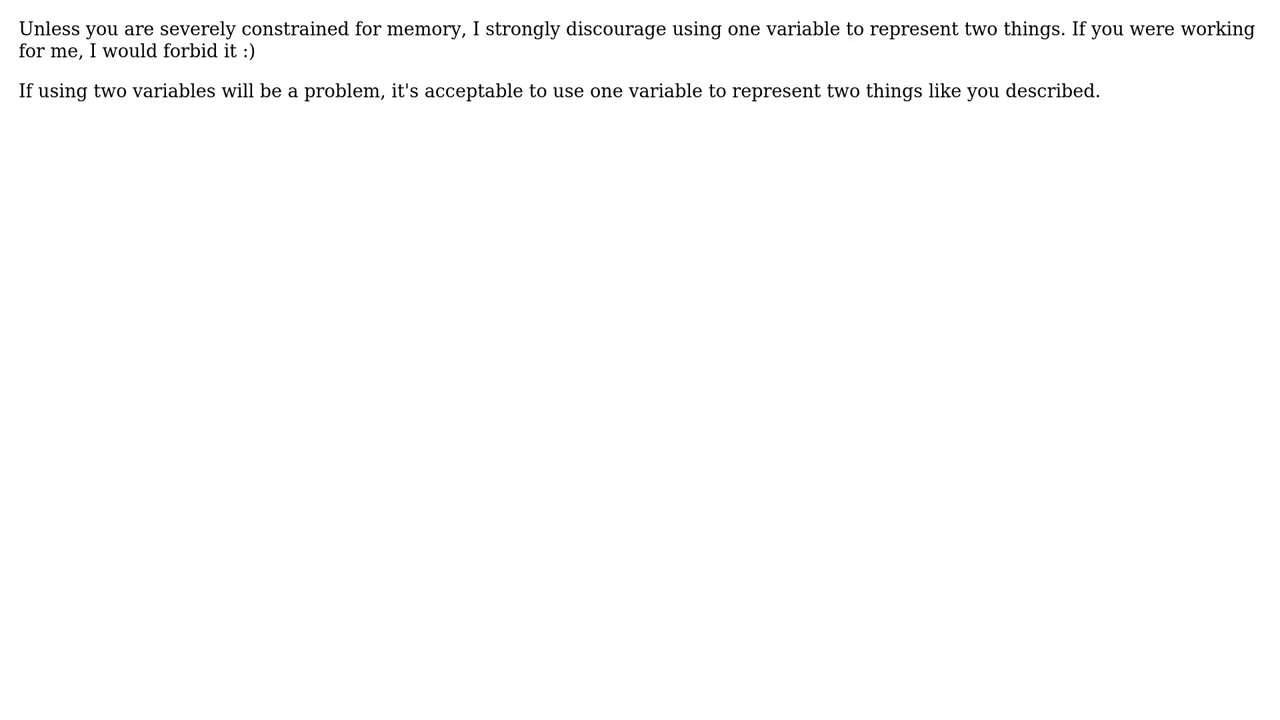 Unless you are severely constrained for memory, I strongly discourage using one variable to represent two things. If you were working
for me, I would forbid it :)
If using two variables will be a problem, it's acceptable to use one variable to represent two things like you described.